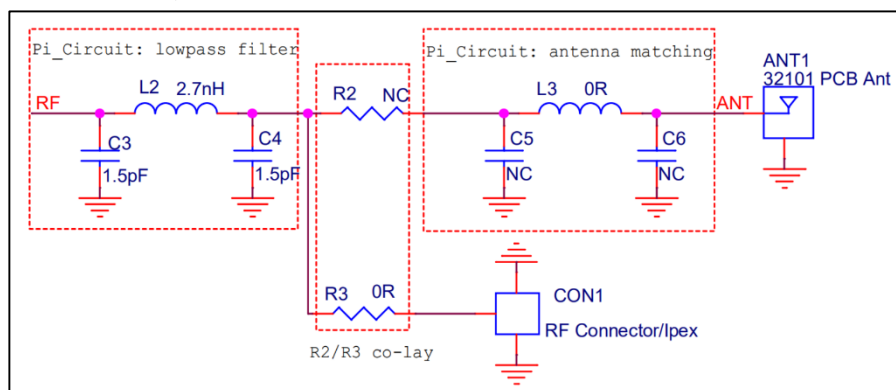 Pi_Circuit: lowpass filter
Pi_Circuit: antenna matching
ANT1
32101 PCB Ant
RF
L2 2.7nH
R2
NC
L3 0R
ANT
C3
1.5pF
C4
1.5pF
C5
NC
C6
NC
R3 0R
CON1
RF Connector/Ipex
R2/R3 co-lay